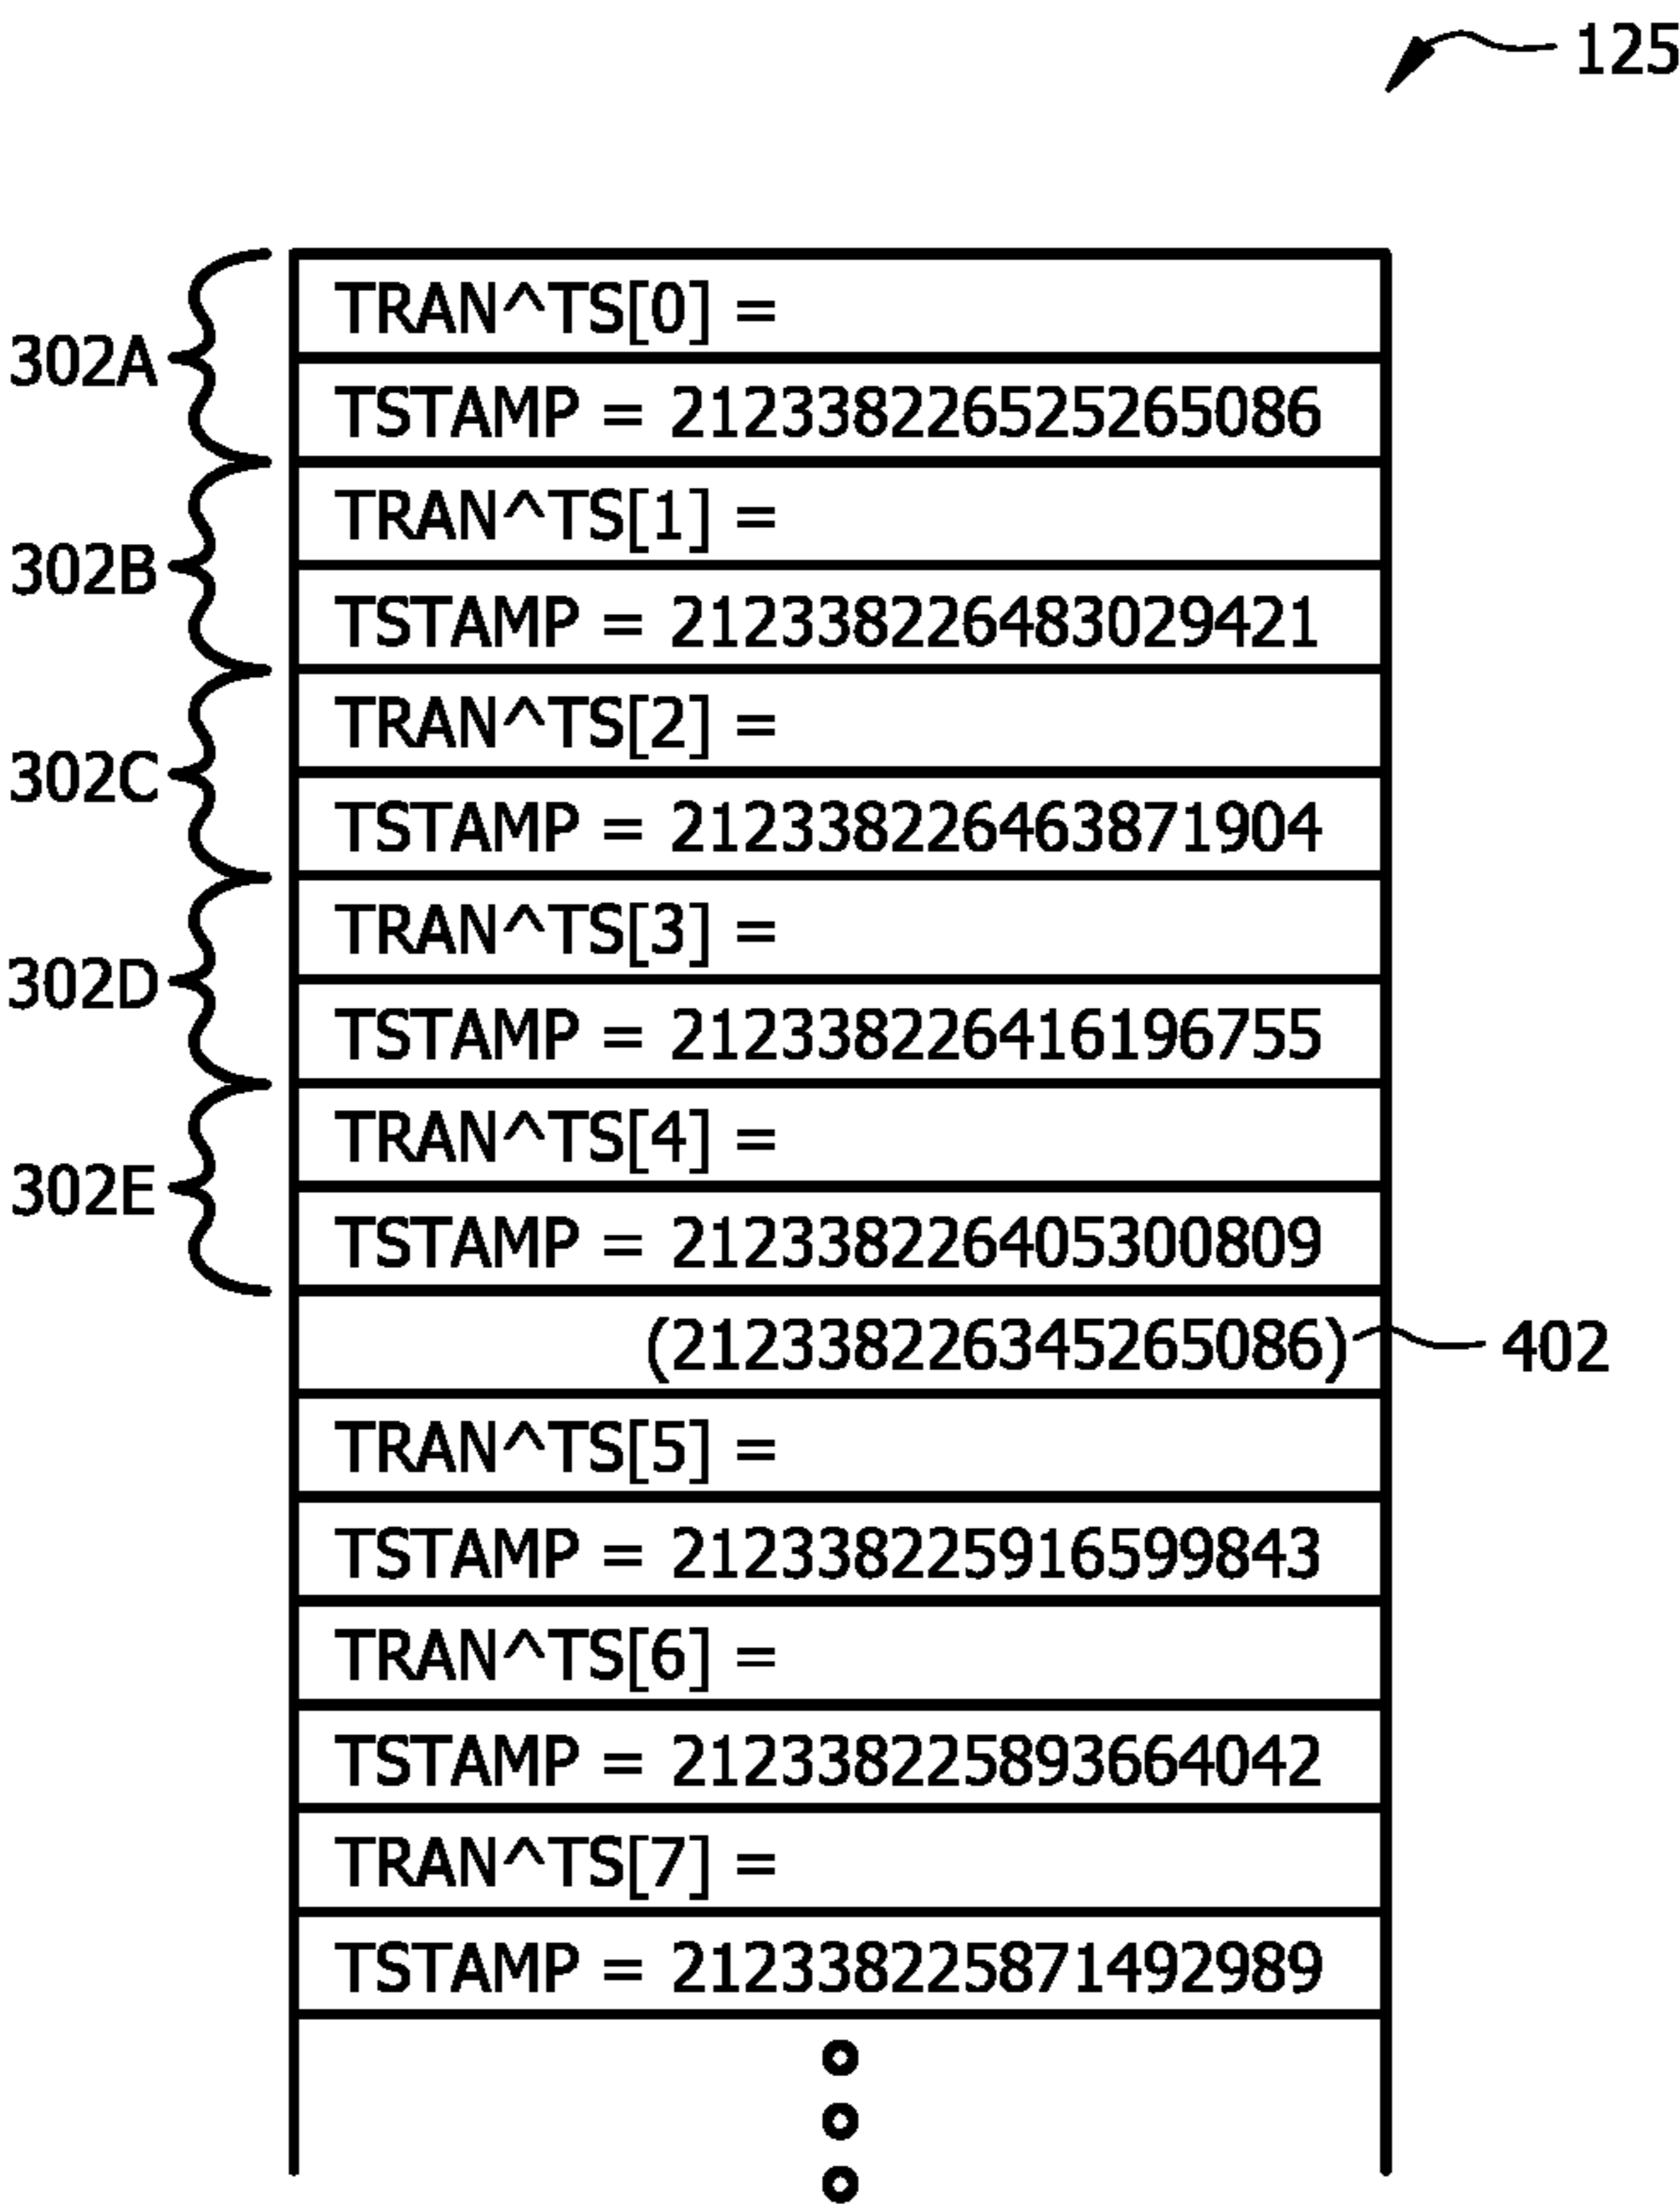 125
TRAN^TS[0] =
302A
TSTAMP = 212338226525265086
TRAN^TS[1] =
302B
TSTAMP = 212338226483029421
TRAN^TS[2] =
302C
TSTAMP = 212338226463871904
TRAN^TS[3] =
302D
TSTAMP = 212338226416196755
TRAN^TS[4] =
302E
TSTAMP = 212338226405300809
(212338226345265086) 402
TRAN^TS[5] =
TSTAMP = 212338225916599843
TRAN^TS[6] =
TSTAMP = 212338225893664042
TRAN^TS[7] =
TSTAMP = 212338225871492989